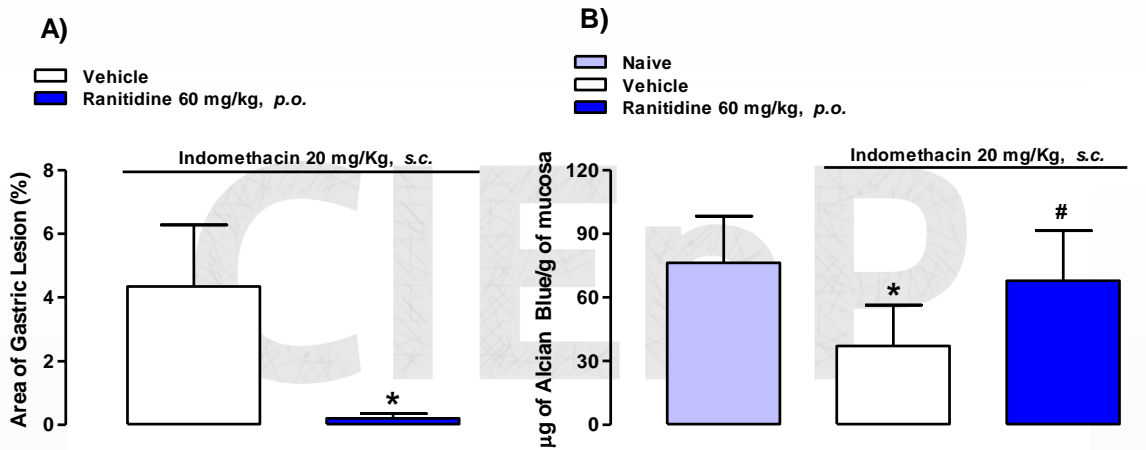 A)
Vehicle
Ranitidine 60 mg/kg, p.o.
Indomethacin 20 mg/Kg, s.c.
Area of Gastric Lesion (%)
8
6
4
2
0
*
B)
Naive
Vehicle
Ranitidine 60 mg/kg, p.o.
Indomethacin 20 mg/Kg, s.c.
µg of Alcian Blue/g of mucosa
120
90
60
30
0
*
#
CIEnP